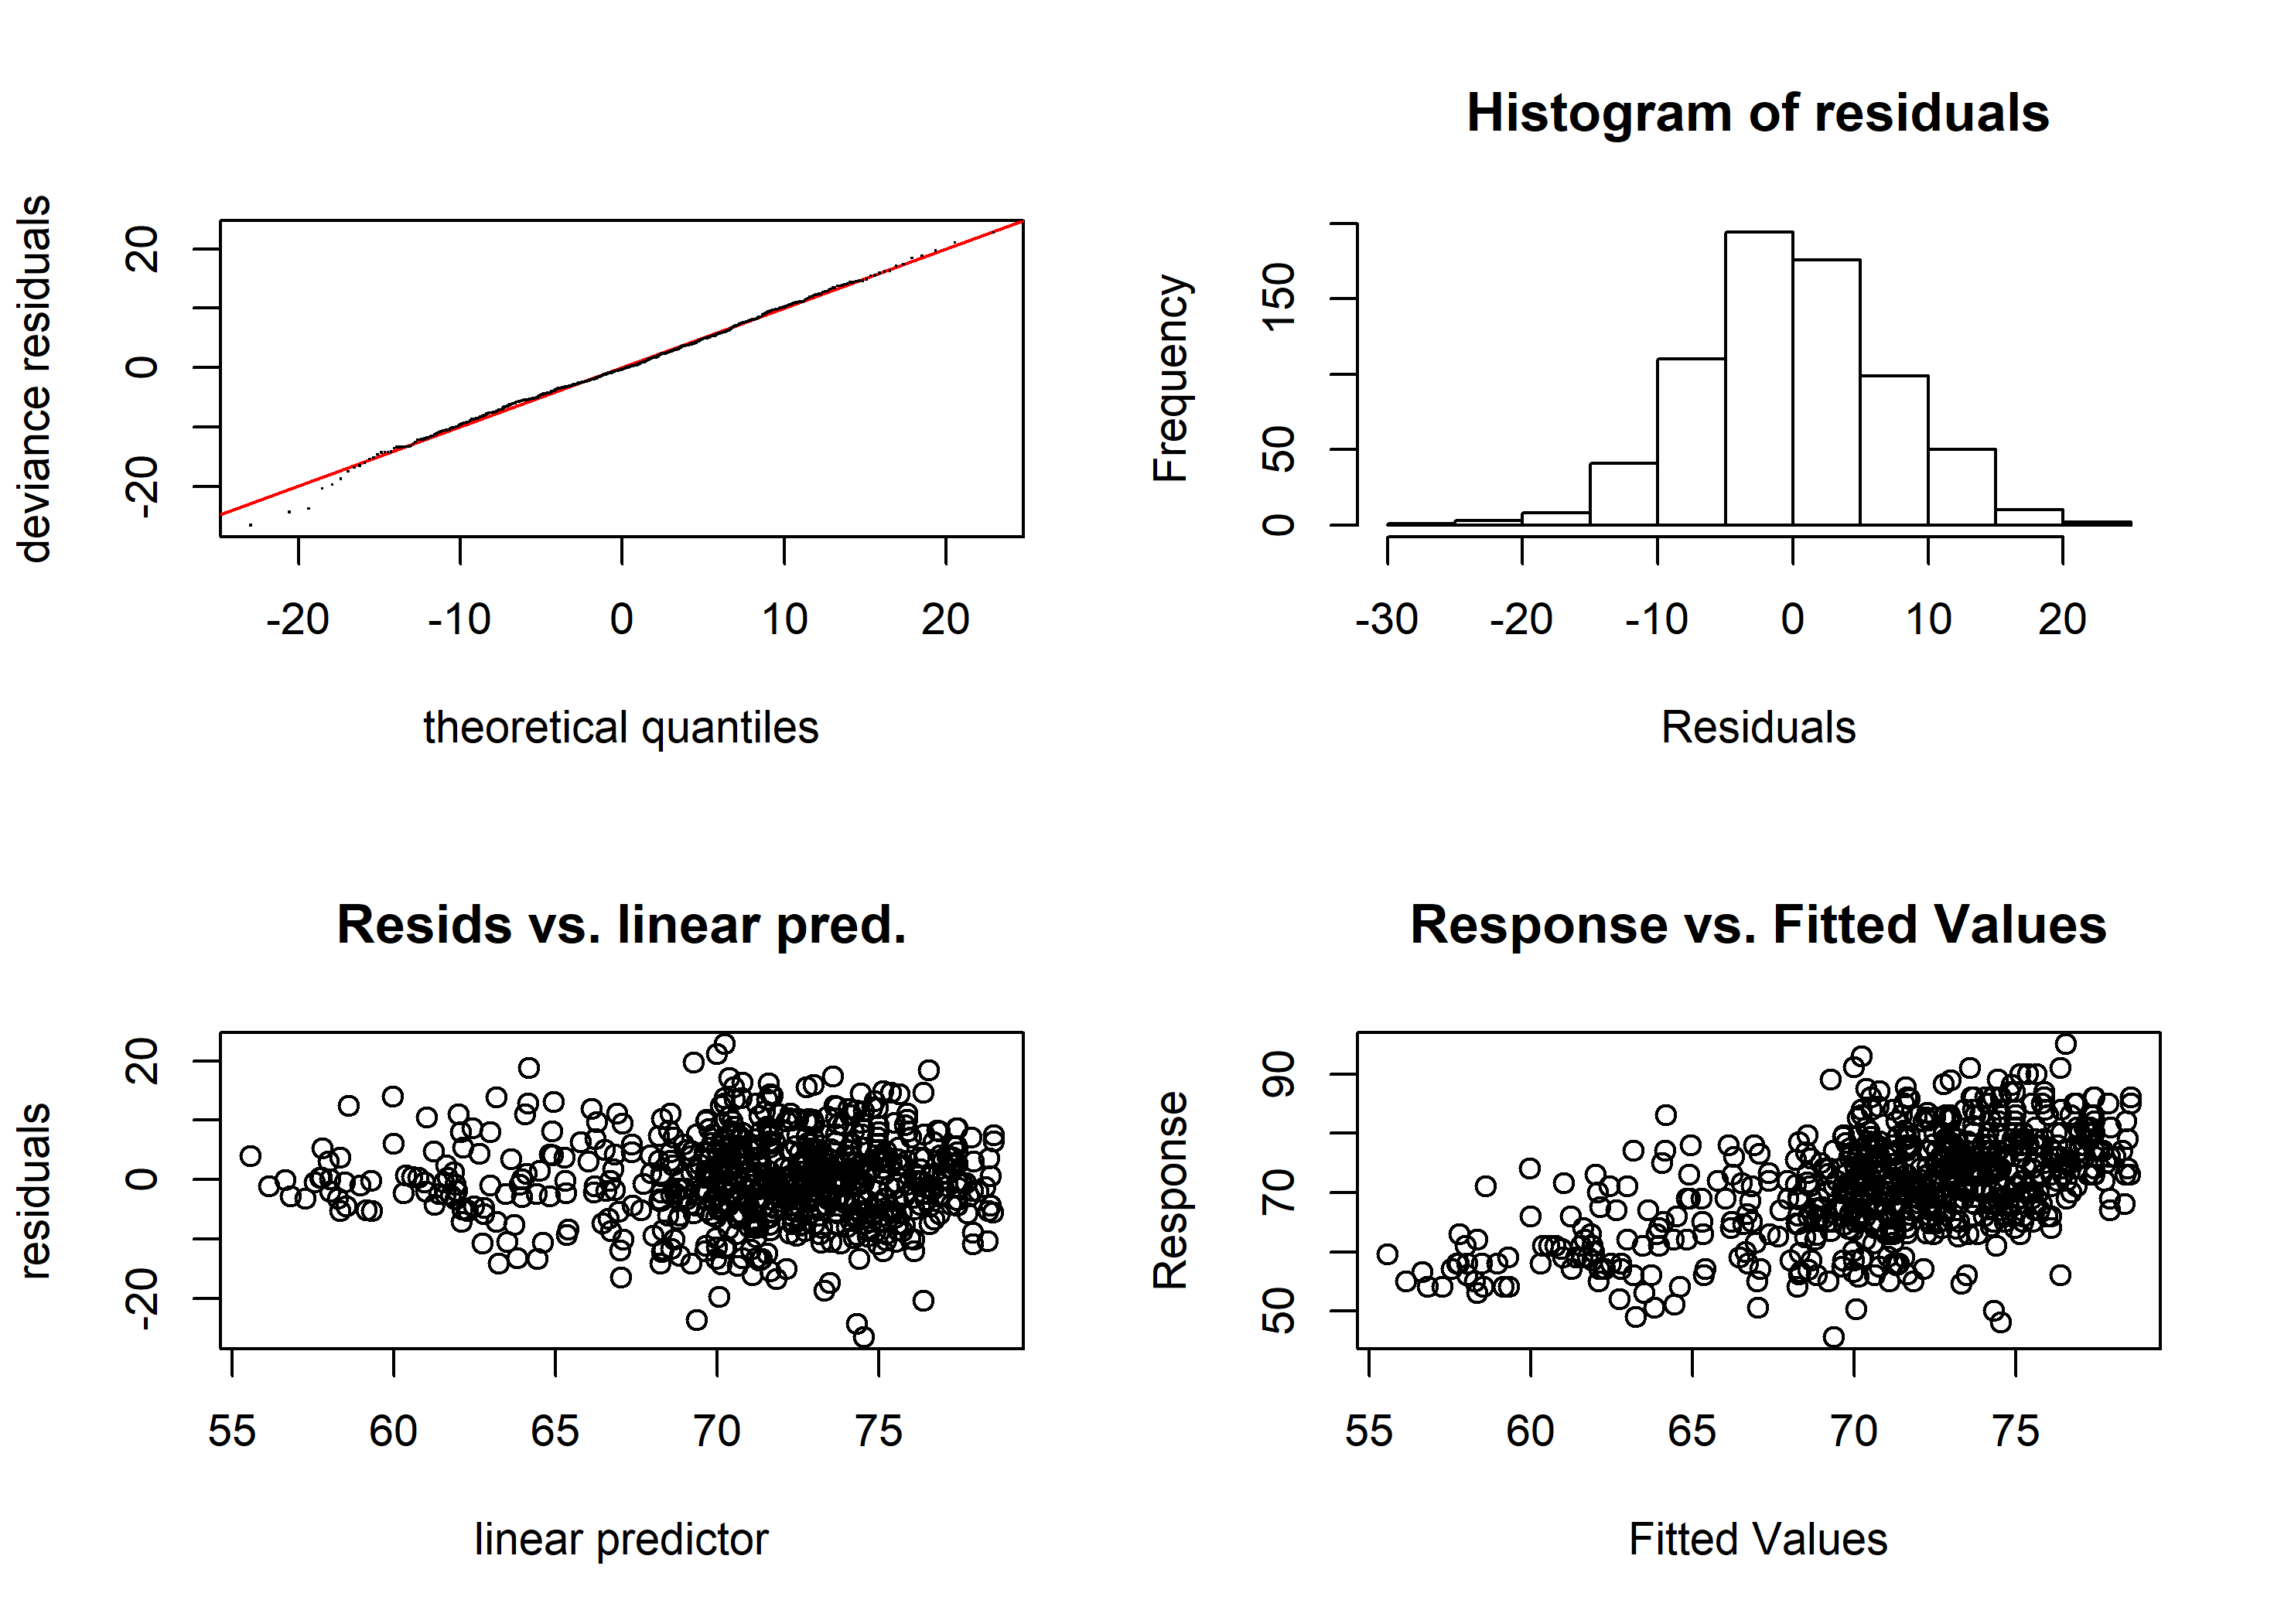 deviance residuals
20
0
-20
-20 -10 0 10 20
theoretical quantiles
Histogram of residuals
Frequency
150
50
0
-30 -20 -10 0 10 20
Residuals
Resids vs. linear pred.
residuals
20
0
-20
55 60 65 70 75
linear predictor
Response vs. Fitted Values
Response
90
70
50
55 60 65 70 75
Fitted Values